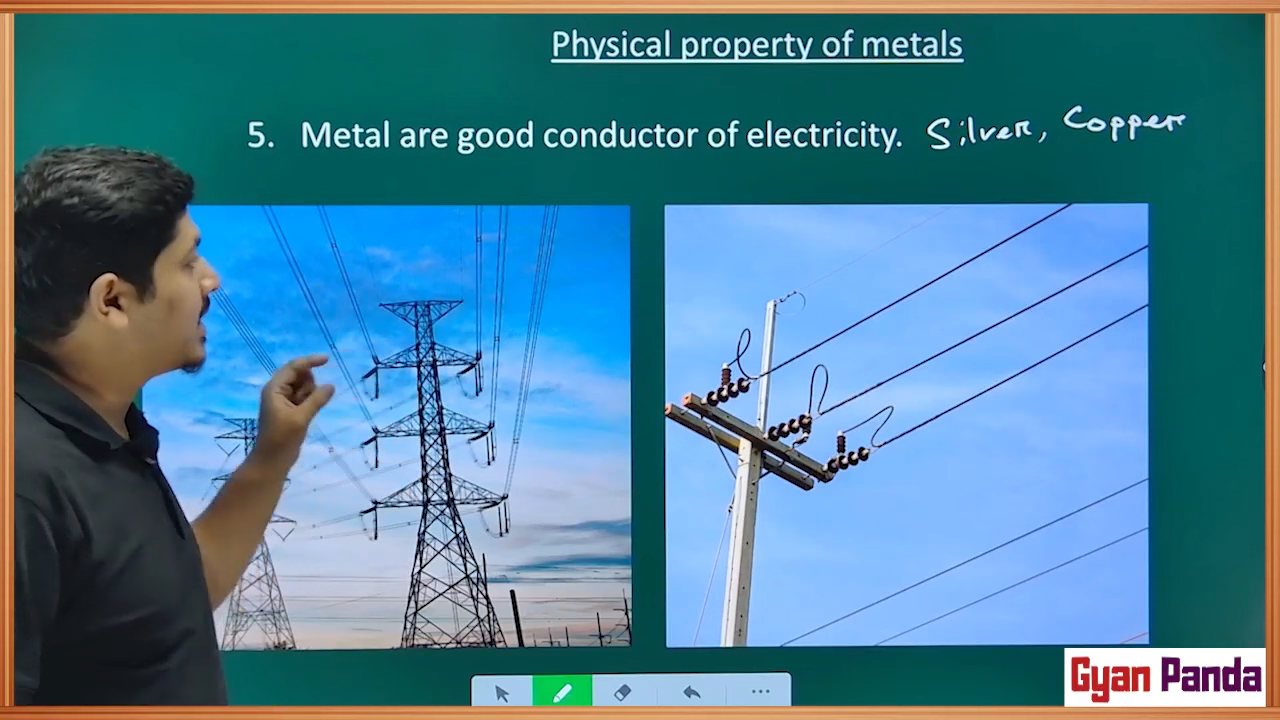 Physical property of metals
5. Metal are good conductor of electricity. Silver, Copper
Gyan Panda